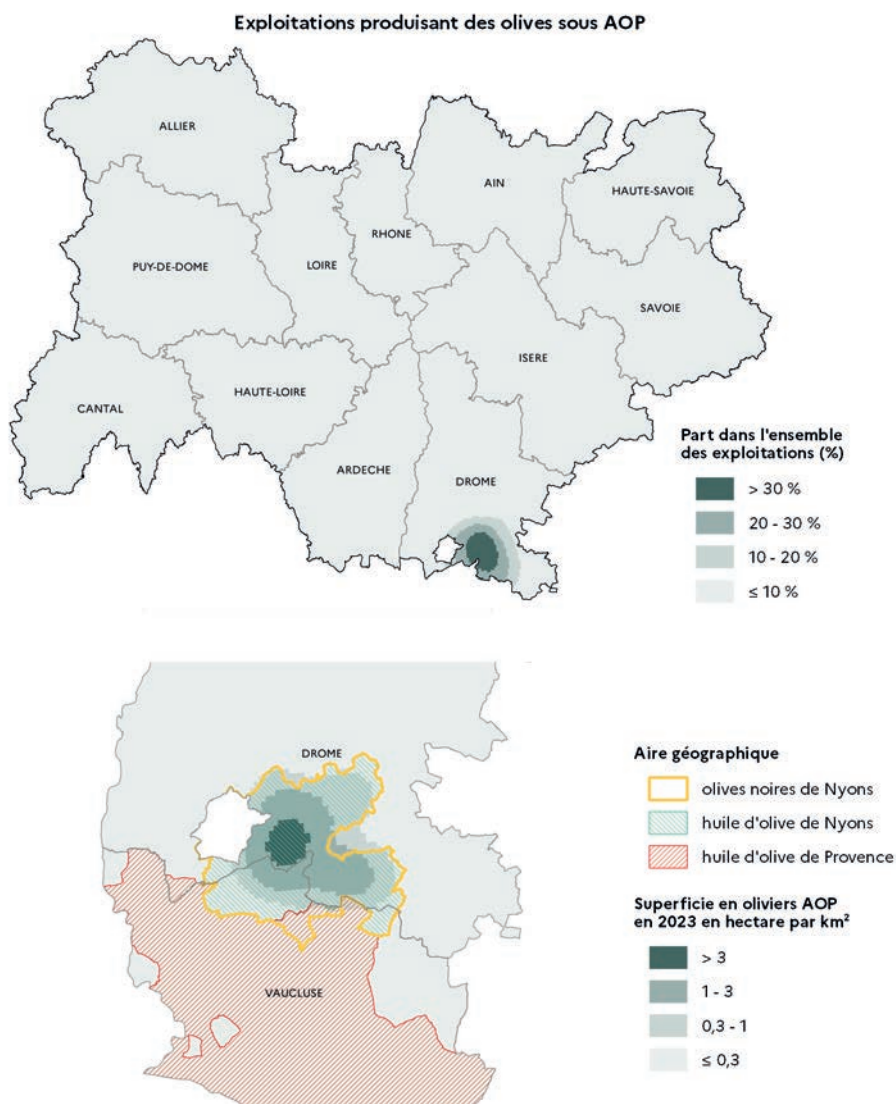 Exploitations produisant des olives sous AOP
ALLIER
AIN
HAUTE-SAVOIE
RHONE
PUY-DE-DOME
LOIRE
SAVOIE
ISERE
HAUTE-LOIRE
CANTAL
ARDECHE
DROME
Part dans l'ensemble
des exploitations (%)
> 30 %
20 - 30 %
10 - 20 %
≤ 10 %
DROME
VAUCLUSE
Aire géographique
olives noires de Nyons
huile d'olive de Nyons
huile d'olive de Provence
Superficie en oliviers AOP
en 2023 en hectare par km²
> 3
1 - 3
0,3 - 1
≤ 0,3